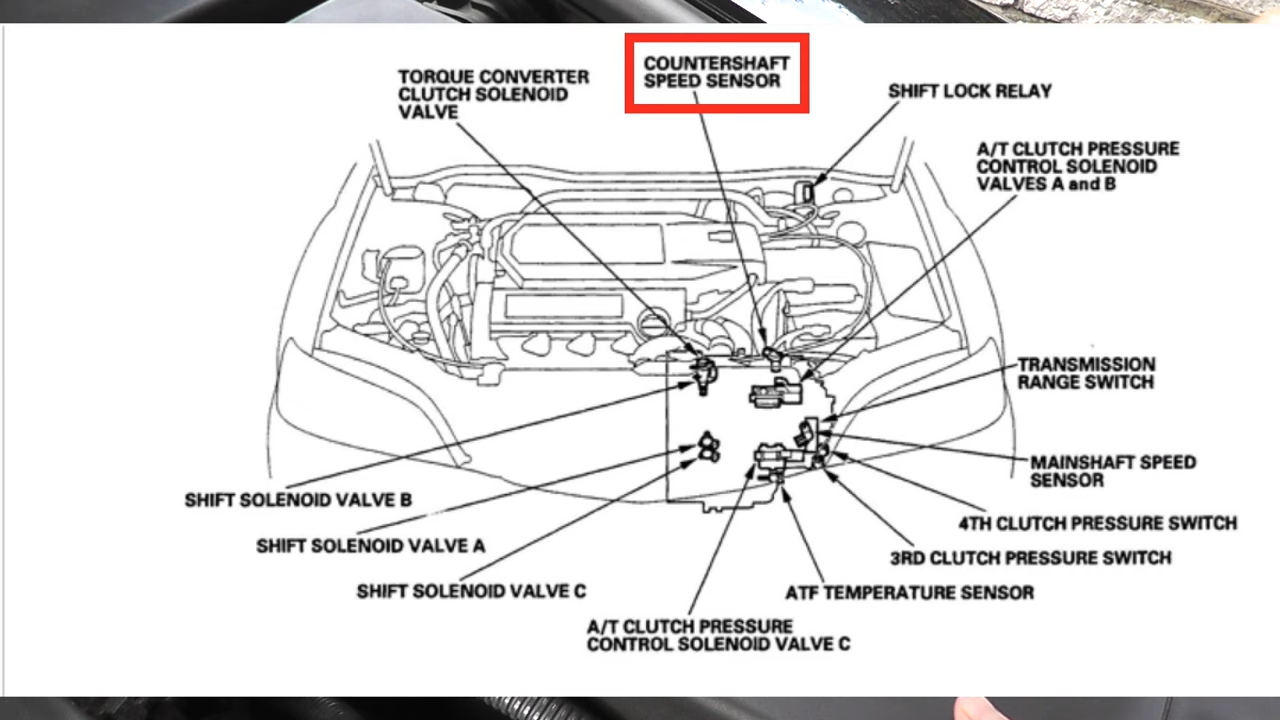 COUNTERSHAFT
SPEED SENSOR
TORQUE CONVERTER
CLUTCH SOLENOID
VALVE
SHIFT LOCK RELAY
A/T CLUTCH PRESSURE
CONTROL SOLENOID
VALVES A and B
TRANSMISSION
RANGE SWITCH
MAINSHAFT SPEED
SENSOR
SHIFT SOLENOID VALVE B
4TH CLUTCH PRESSURE SWITCH
SHIFT SOLENOID VALVE A
3RD CLUTCH PRESSURE SWITCH
SHIFT SOLENOID VALVE C
ATF TEMPERATURE SENSOR
A/T CLUTCH PRESSURE
CONTROL SOLENOID VALVE C